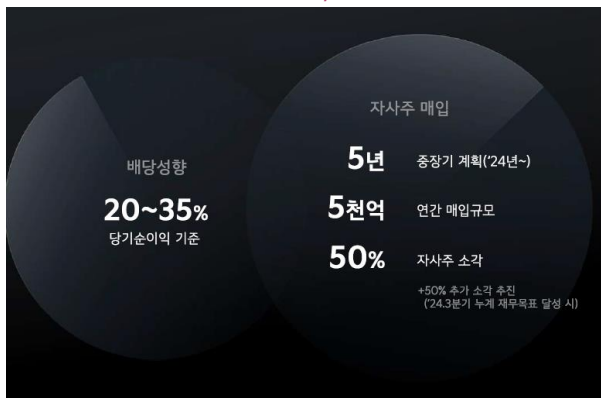 배당성향
20~35%
당기순이익 기준
자사주 매입
5년 중장기 계획('24년~)
5천억 연간 매입규모
50% 자사주 소각
+50% 추가 소각 추진
('24.3분기 누계 재무목표 달성 시)